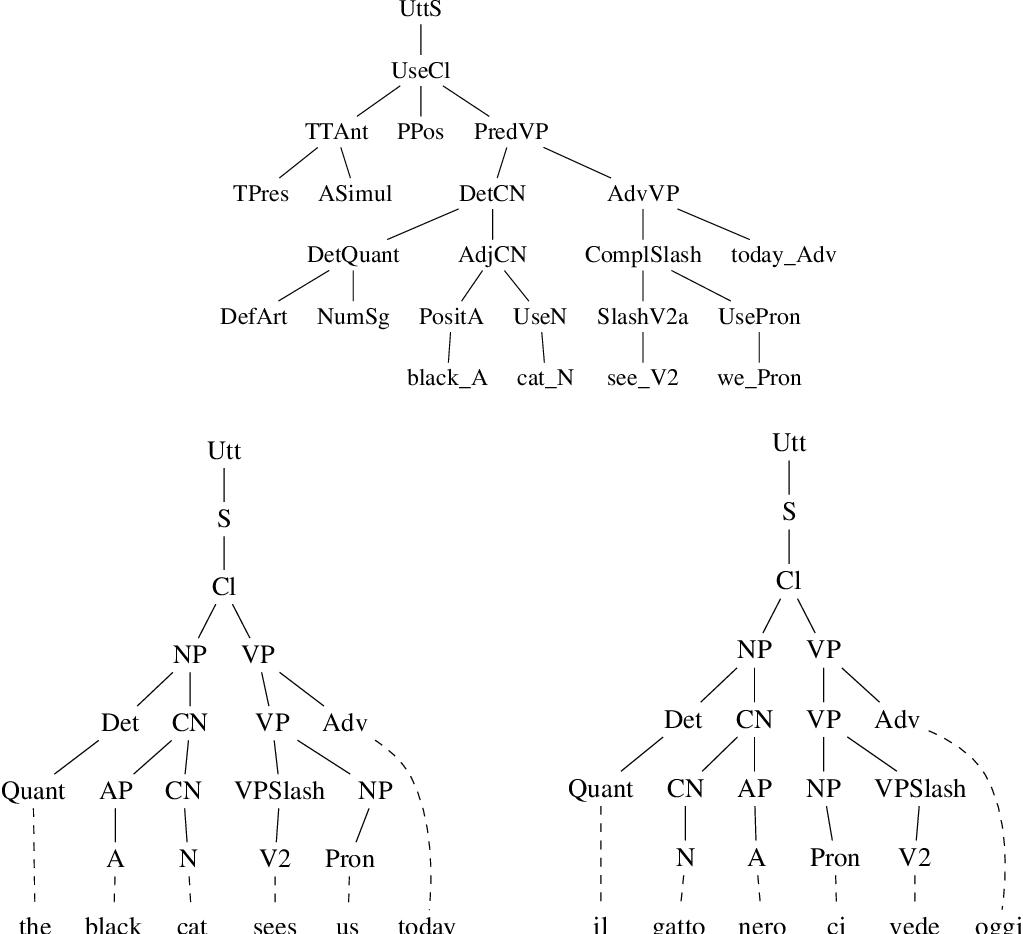 UttS
UseCl
TTAnt PPos PredVP
TPres ASimul DetCN AdvVP
DetQuant AdjCN ComplSlash today_Adv
DefArt NumSg PositA UseN SlashV2a UsePron
black_A cat_N see_V2 we_Pron
Utt
S
Cl
NP VP
Det CN VP Adv
Quant AP CN VPSlash NP
A N V2 Pron
the black cat sees us today
Utt
S
Cl
NP VP
Det CN VP Adv
Quant CN AP NP VPSlash
N A Pron V2
il gatto nero ci vede oggi